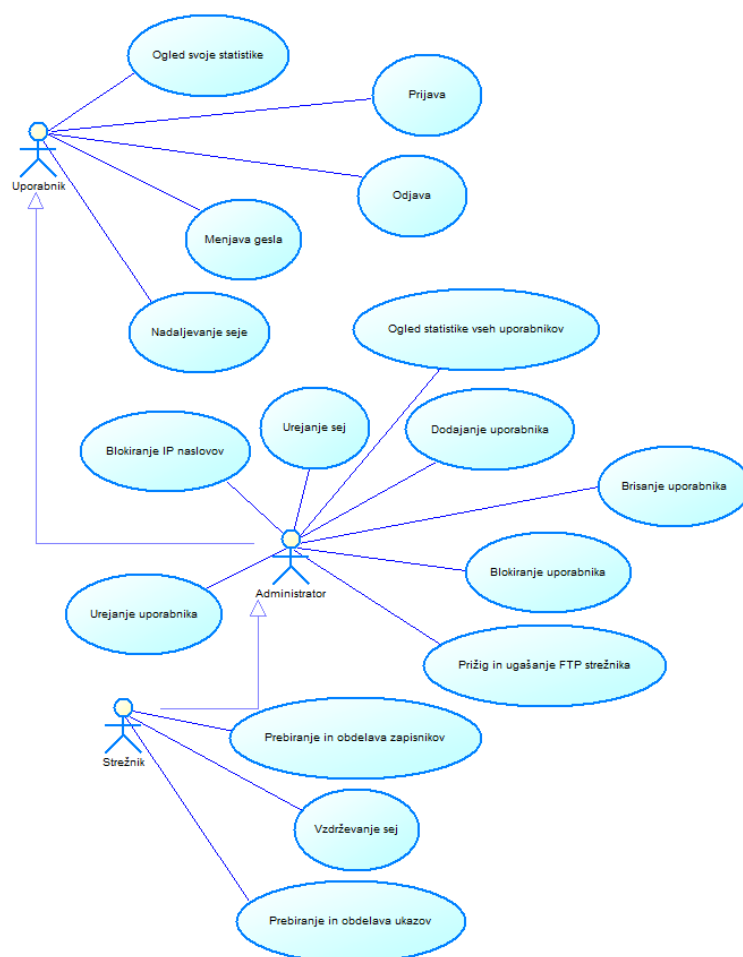 Ogled svoje statistike
Prijava
Uporabnik
Odjava
Menjava gesla
Nadaljevanje seje
Ogled statistike vseh uporabnikov
Urejanje sej
Dodajanje uporabnika
Blokiranje IP naslovov
Brisanje uporabnika
Blokiranje uporabnika
Administrator
Urejanje uporabnika
Prižig in ugašanje FTP strežnika
Prebiranje in obdelava zapisnikov
Strežnik
Vzdrževanje sej
Prebiranje in obdelava ukazov